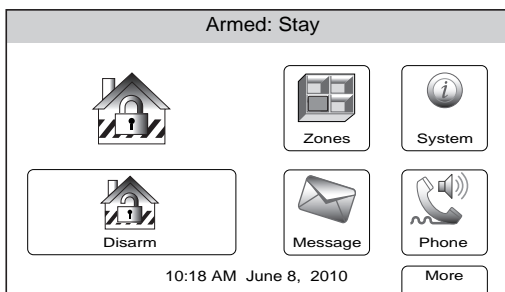 Armed: Stay
Zones
System
Disarm
Message
Phone
10:18 AM June 8, 2010
More